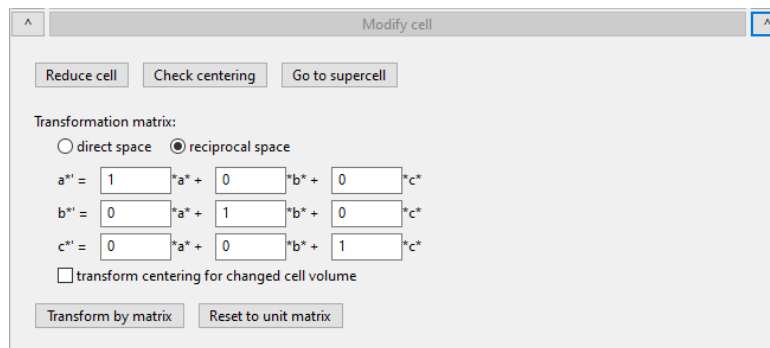 ^ Modify cell ^
Reduce cell Check centering Go to supercell
Transformation matrix:
direct space reciprocal space
a*' = 1 *a* + 0 *b* + 0 *c*
b*' = 0 *a* + 1 *b* + 0 *c*
c*' = 0 *a* + 0 *b* + 1 *c*
transform centering for changed cell volume
Transform by matrix Reset to unit matrix